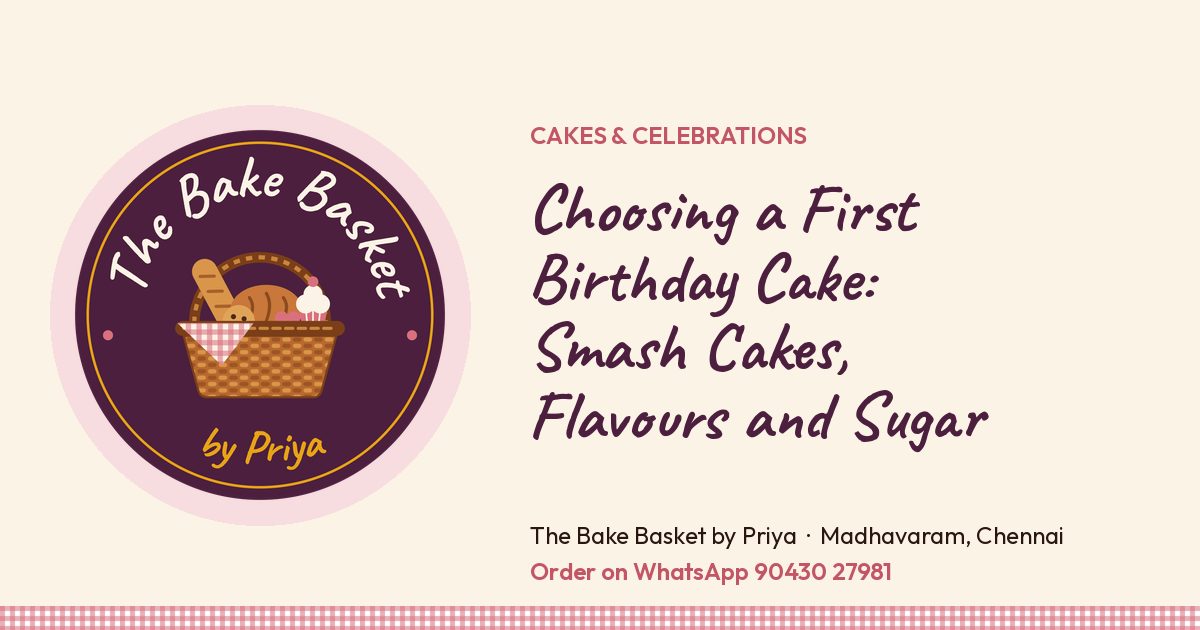 The Bake Basket
by Priya
CAKES & CELEBRATIONS
Choosing a First
Birthday Cake:
Smash Cakes,
Flavours and Sugar
The Bake Basket by Priya · Madhavaram, Chennai
Order on WhatsApp 90430 27981